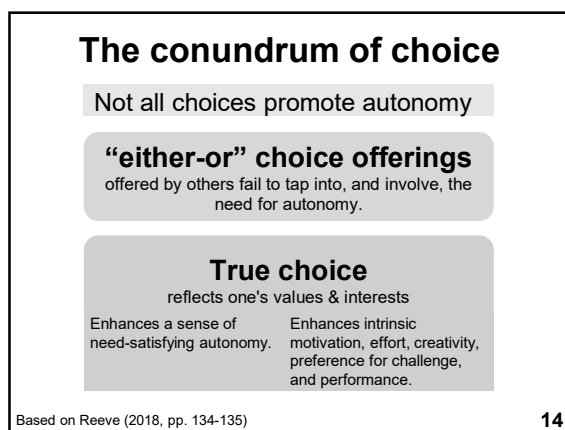 The conundrum of choice
Not all choices promote autonomy
“either-or” choice offerings
offered by others fail to tap into, and involve, the
need for autonomy.
True choice
reflects one's values & interests
Enhances a sense of
need-satisfying autonomy.
Enhances intrinsic
motivation, effort, creativity,
preference for challenge,
and performance.
Based on Reeve (2018, pp. 134-135)
14